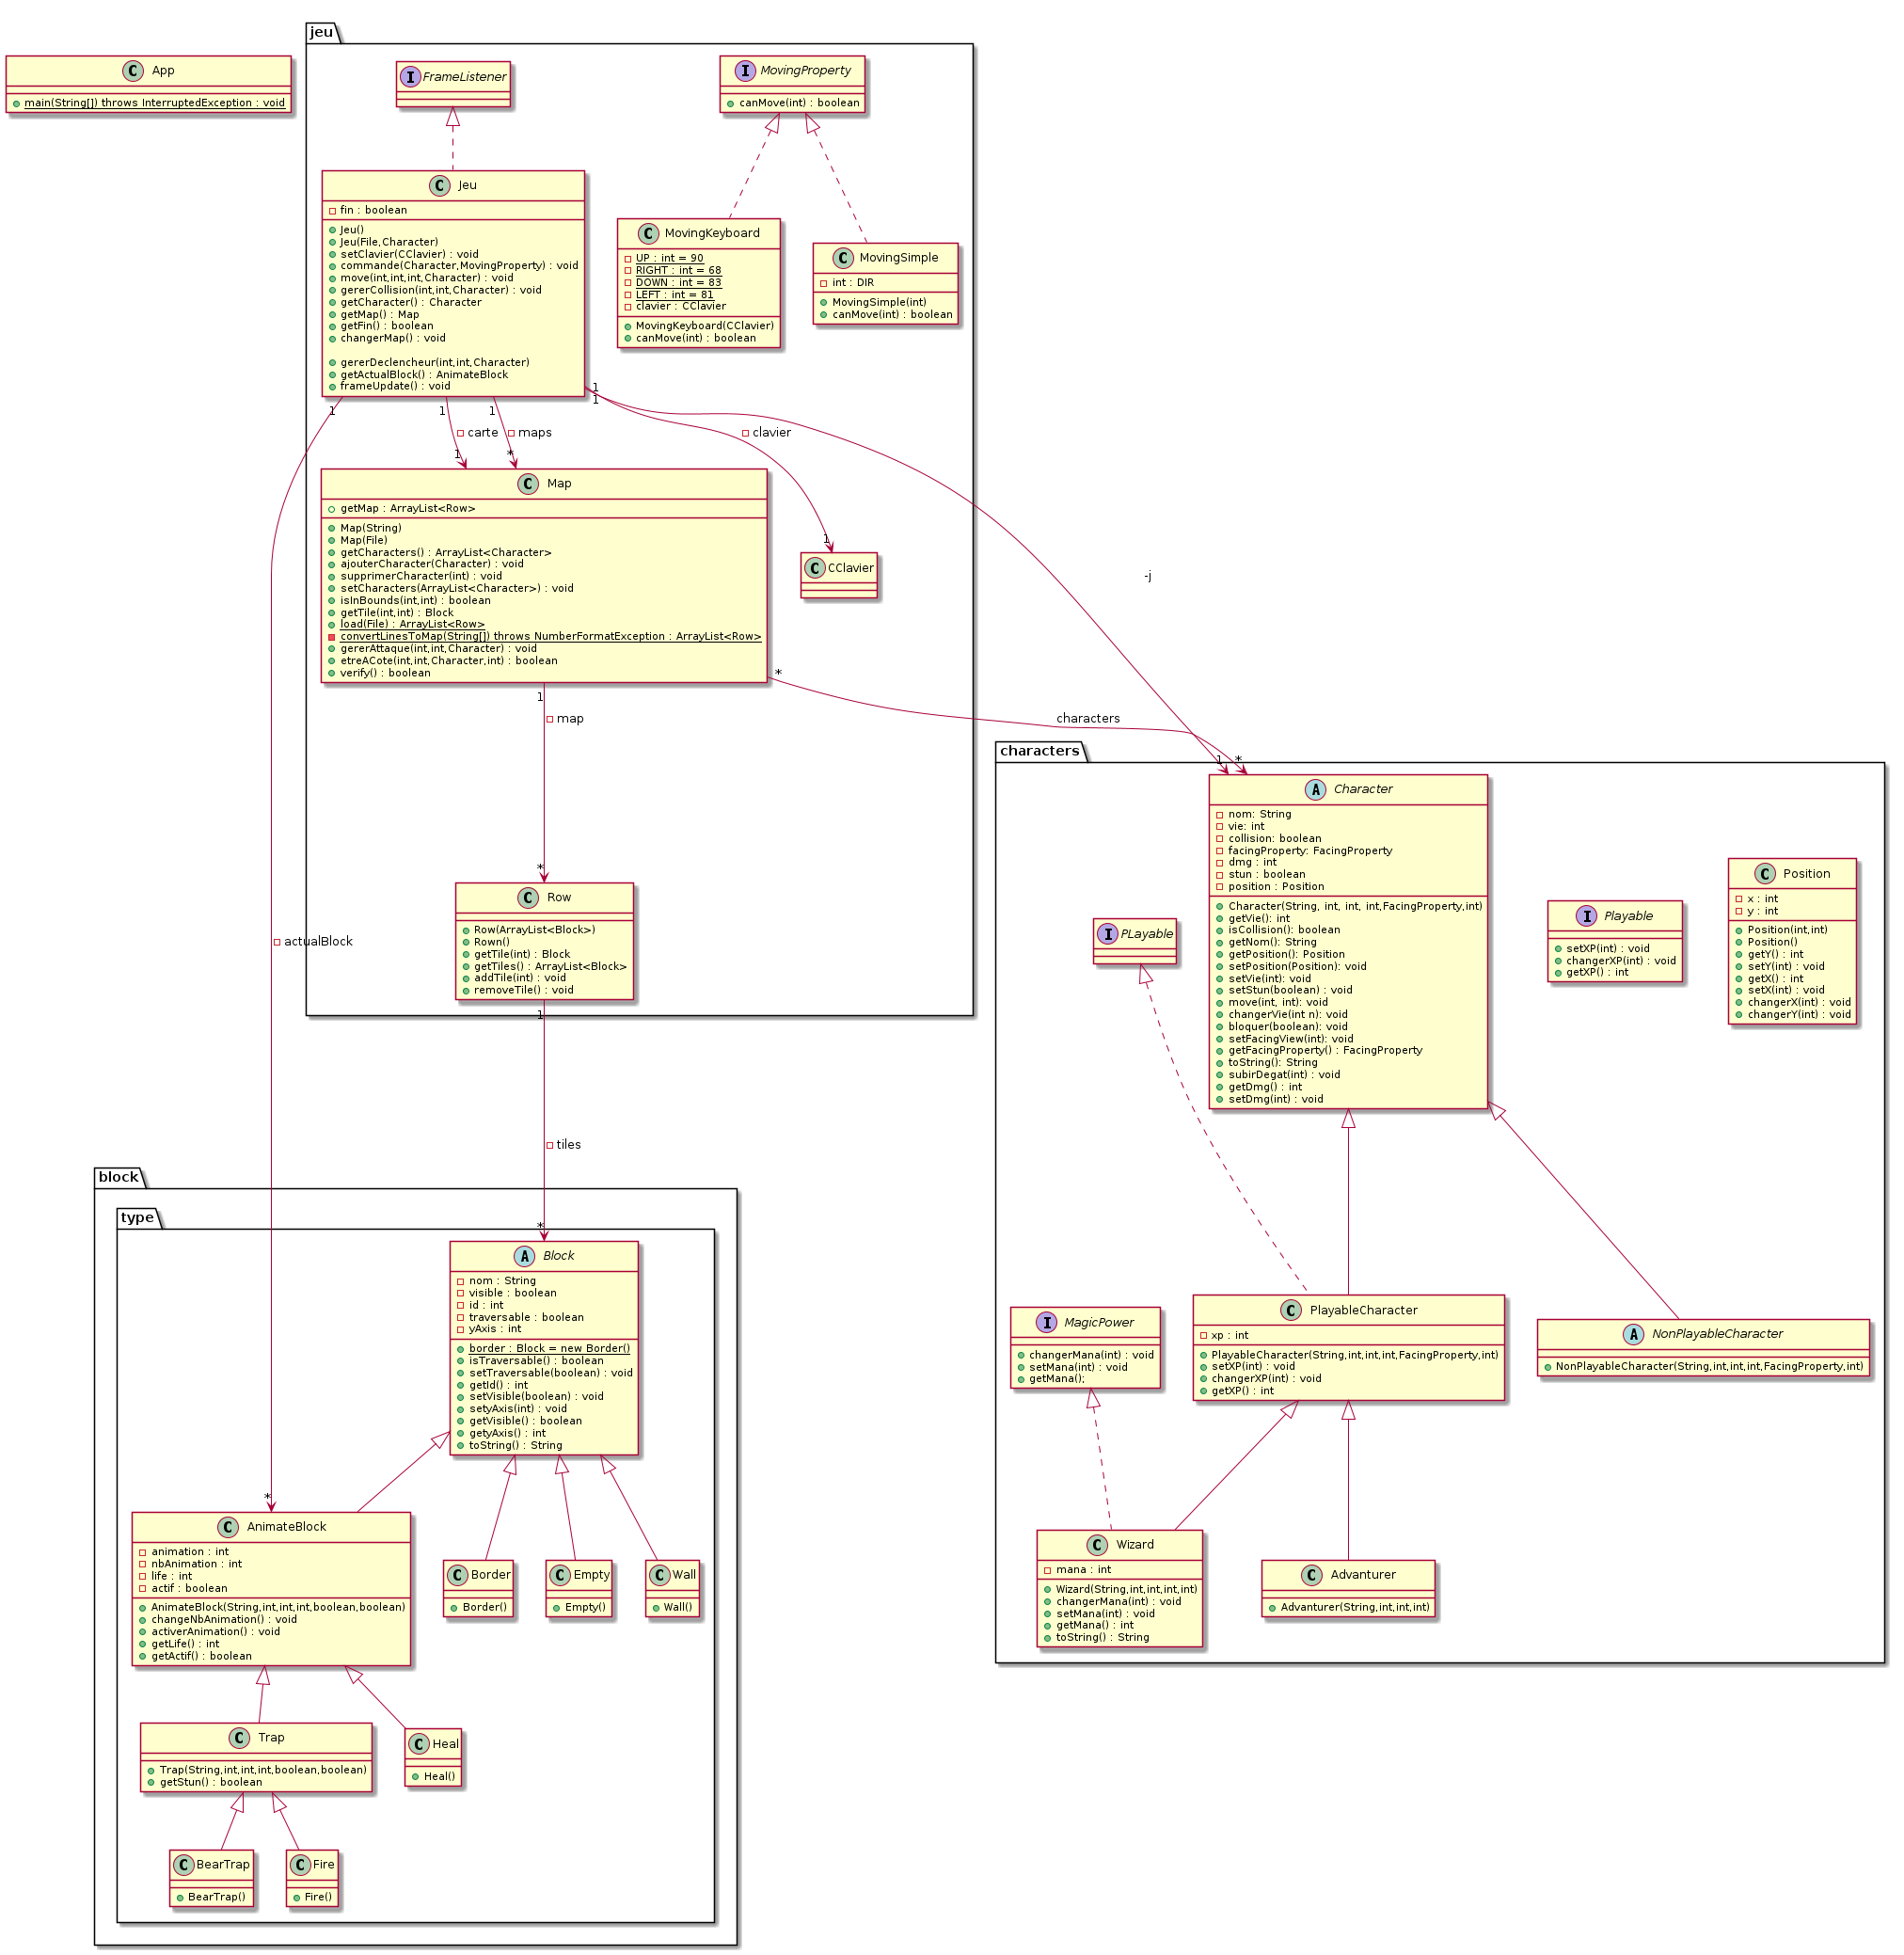 App
main(String[]) throws InterruptedException : void
jeu
I FrameListener
I MovingProperty
canMove(int) : boolean
C Jeu
fin : boolean
Jeu()
Jeu(File,Character)
setClavier(CClavier) : void
commande(Character,MovingProperty) : void
move(int,int,int,Character) : void
gererCollision(int,int,Character) : void
getCharacter() : Character
getMap() : Map
getFin() : boolean
changerMap() : void
gererDeclencheur(int,int,Character)
getActualBlock() : AnimateBlock
frameUpdate() : void
C MovingKeyboard
UP : int = 90
RIGHT : int = 68
DOWN : int = 83
LEFT : int = 81
clavier : CClavier
MovingKeyboard(CClavier)
canMove(int) : boolean
C MovingSimple
int : DIR
MovingSimple(int)
canMove(int) : boolean
1
1
1
1
1
carte
maps
clavier
1
*
1
-j
C Map
getMap : ArrayList<Row>
Map(String)
Map(File)
getCharacters() : ArrayList<Character>
ajouterCharacter(Character) : void
supprimerCharacter(int) : void
setCharacters(ArrayList<Character>) : void
isInBounds(int,int) : boolean
getTile(int,int) : Block
load(File) : ArrayList<Row>
convertLinesToMap(String[]) throws NumberFormatException : ArrayList<Row>
gererAttaque(int,int,Character) : void
etreACote(int,int,Character,int) : boolean
verify() : boolean
C CClavier
*
1
map
characters
1
*
*
C Row
Row(ArrayList<Block>)
Rown()
getTile(int) : Block
getTiles() : ArrayList<Block>
addTile(int) : void
removeTile() : void
1
actualBlock
tiles
*
characters
A Character
nom: String
vie: int
collision: boolean
facingProperty: FacingProperty
dmg : int
stun : boolean
position : Position
Character(String, int, int, int,FacingProperty,int)
getVie(): int
isCollision(): boolean
getNom(): String
getPosition(): Position
setPosition(Position): void
setVie(int): void
setStun(boolean) : void
move(int, int): void
changerVie(int n): void
bloquer(boolean): void
setFacingView(int): void
getFacingProperty() : FacingProperty
toString(): String
subirDegat(int) : void
getDmg() : int
setDmg(int) : void
I PLayable
I Playable
setXP(int) : void
changerXP(int) : void
getXP() : int
C Position
x : int
y : int
Position(int,int)
Position()
getY() : int
setY(int) : void
getX() : int
setX(int) : void
changerX(int) : void
changerY(int) : void
I MagicPower
changerMana(int) : void
setMana(int) : void
getMana();
C PlayableCharacter
xp : int
PlayableCharacter(String,int,int,int,FacingProperty,int)
setXP(int) : void
changerXP(int) : void
getXP() : int
A NonPlayableCharacter
NonPlayableCharacter(String,int,int,int,FacingProperty,int)
C Wizard
mana : int
Wizard(String,int,int,int,int)
changerMana(int) : void
setMana(int) : void
getMana() : int
toString() : String
C Advanturer
Advanturer(String,int,int,int)
block
type
A Block
nom : String
visible : boolean
id : int
traversable : boolean
yAxis : int
border : Block = new Border()
isTraversable() : boolean
setTraversable(boolean) : void
getId() : int
setVisible(boolean) : void
setyAxis(int) : void
getVisible() : boolean
getyAxis() : int
toString() : String
*
C AnimateBlock
animation : int
nbAnimation : int
life : int
actif : boolean
AnimateBlock(String,int,int,int,boolean,boolean)
changeNbAnimation() : void
activerAnimation() : void
getLife() : int
getActif() : boolean
C Border
Border()
C Empty
Empty()
C Wall
Wall()
C Trap
Trap(String,int,int,int,boolean,boolean)
getStun() : boolean
C Heal
Heal()
C BearTrap
BearTrap()
C Fire
Fire()